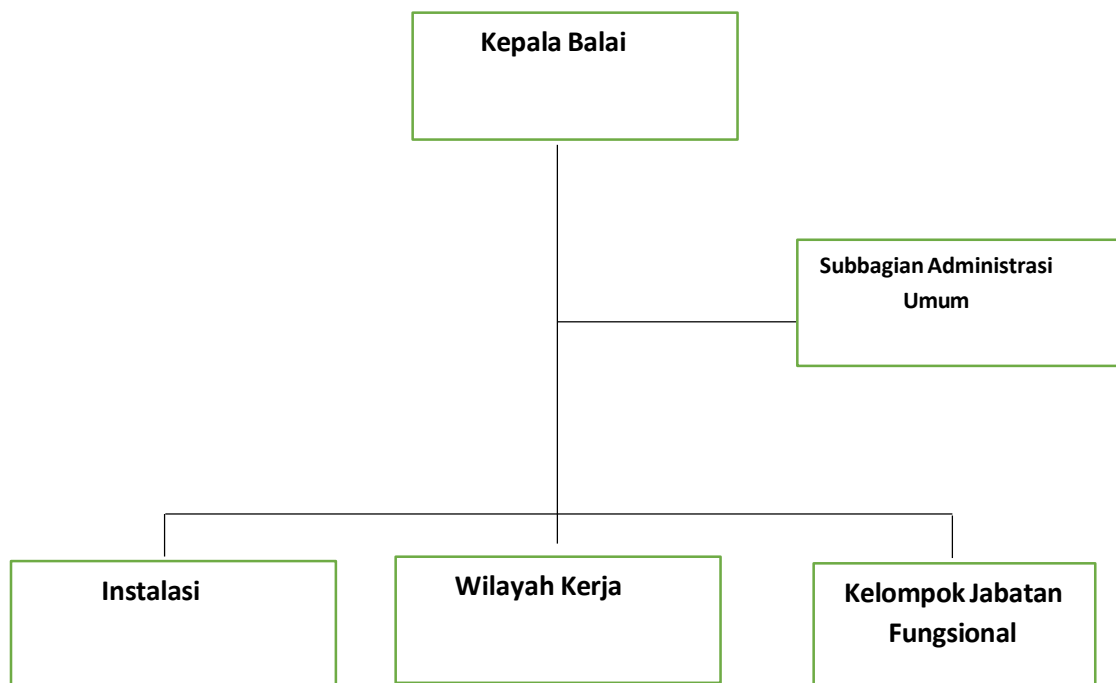 Kepala Balai
Subbagian Administrasi
Umum
Instalasi
Wilayah Kerja
Kelompok Jabatan
Fungsional